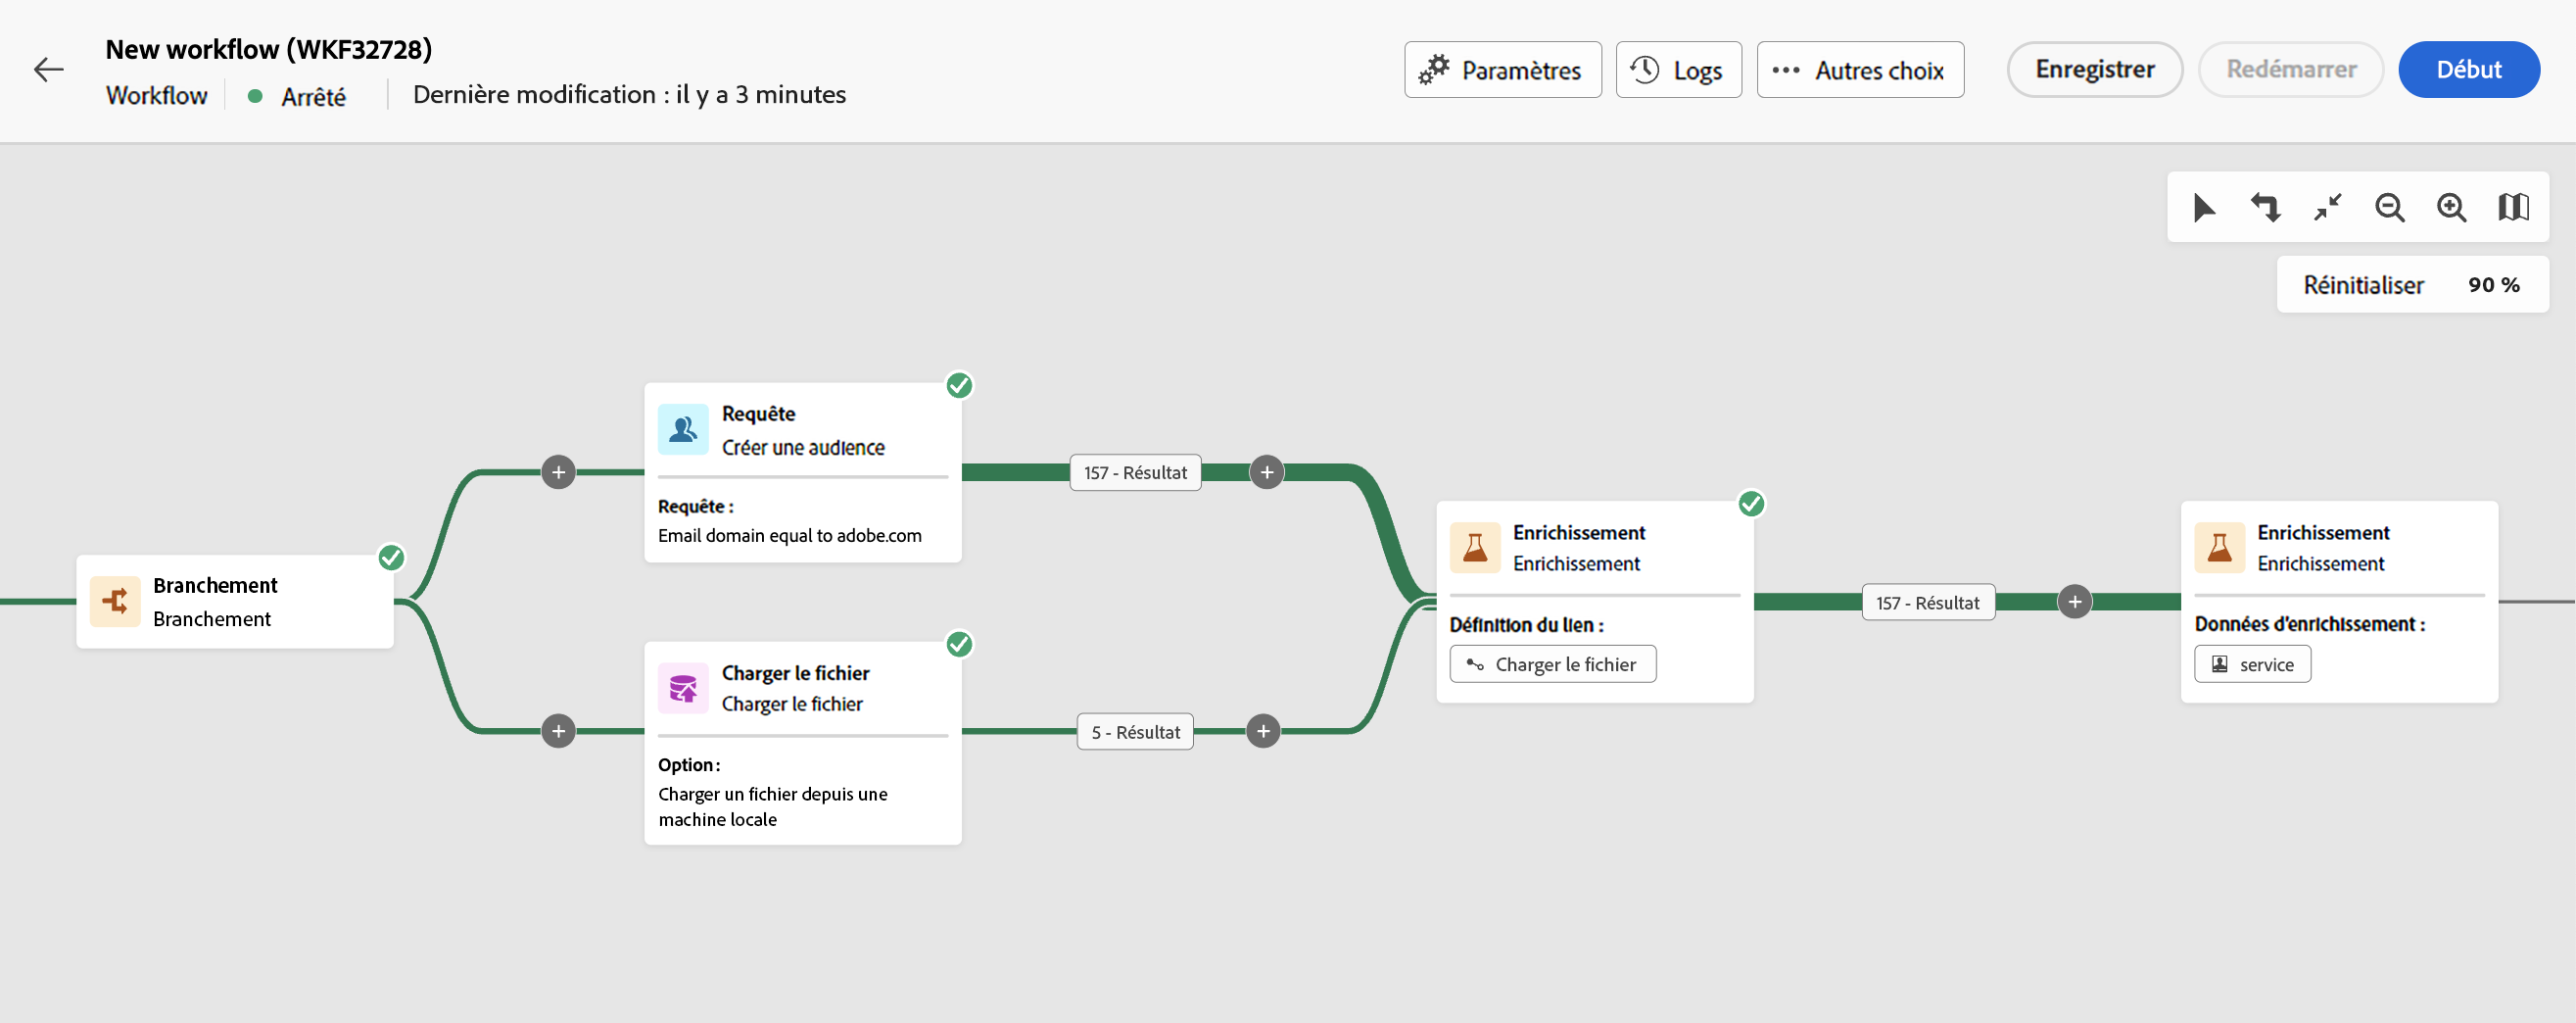 New workflow (WKF32728)
Workflow
Arrêté
Dernière modification : il y a 3 minutes
Paramètres
Logs
Autres choix
Enregistrer
Redémarrer
Début
Réinitialiser
90 %
Branchement
Branchement
Requête
Créer une audience
Requête :
Email domain equal to adobe.com
157 - Résultat
Charger le fichier
Charger le fichier
Option :
Charger un fichier depuis une
machine locale
5 - Résultat
Enrichissement
Enrichissement
Définition du lien :
Charger le fichier
157 - Résultat
Enrichissement
Enrichissement
Données d'enrichissement :
service